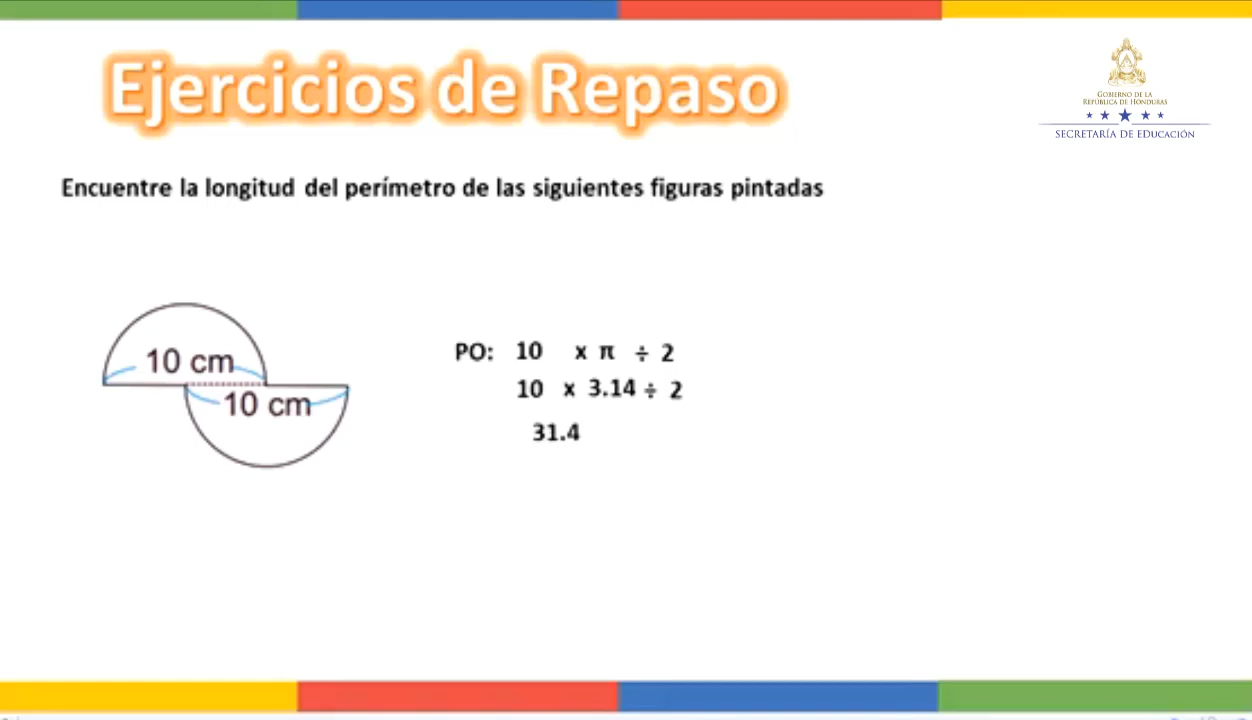 Ejercicios de Repaso
GOBIERNO DE LA
REPÚBLICA DE HONDURAS
SECRETARÍA DE EDUCACIÓN
Encuentre la longitud del perímetro de las siguientes figuras pintadas
10 cm
10 cm
PO: 10 x π ÷ 2
10 x 3.14 ÷ 2
31.4